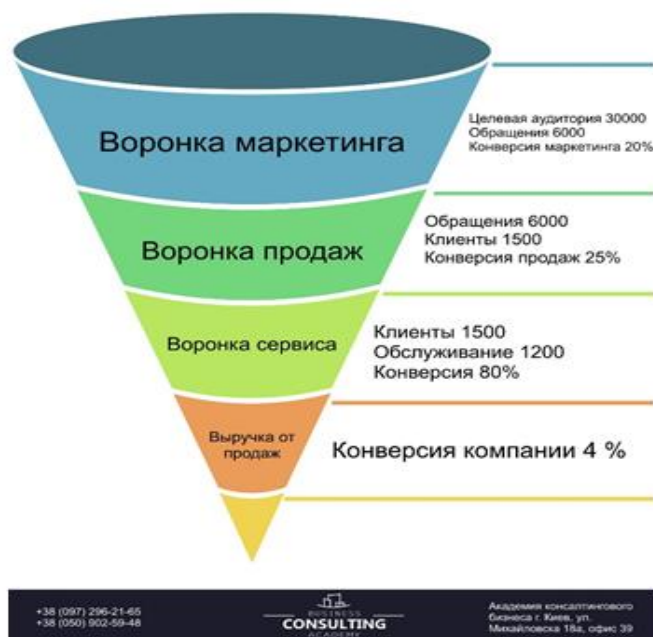 Воронка маркетинга
Целевая аудитория 30000
Обращения 6000
Конверсия маркетинга 20%
Воронка продаж
Обращения 6000
Клиенты 1500
Конверсия продаж 25%
Воронка сервиса
Клиенты 1500
Обслуживание 1200
Конверсия 80%
Выручка от
продаж
Конверсия компании 4 %
+38 (097) 296-21-65
+38 (050) 902-59-48
BUSINESS
CONSULTING
ACADEMY
Академия консалтингового
бизнеса г. Киев, ул.
Михайловска 18а, офис 39